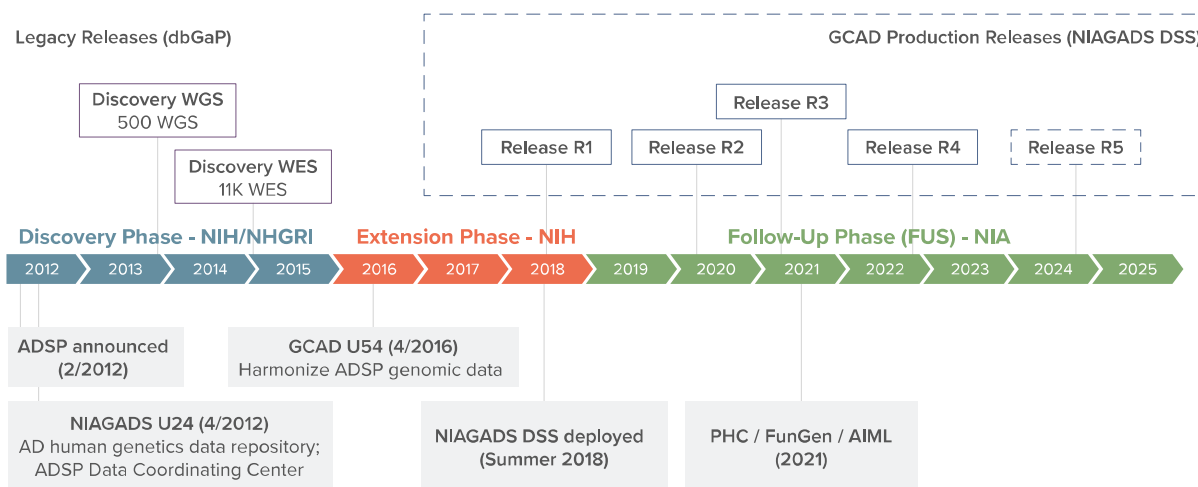 Legacy Releases (dbGaP)
GCAD Production Releases (NIAGADS DSS)
Discovery WGS
500 WGS
Discovery WES
11K WES
Release R1
Release R2
Release R3
Release R4
Release R5
Discovery Phase - NIH/NHGRI
Extension Phase - NIH
Follow-Up Phase (FUS) - NIA
2012
2013
2014
2015
2016
2017
2018
2019
2020
2021
2022
2023
2024
2025
ADSP announced
(2/2012)
GCAD U54 (4/2016)
Harmonize ADSP genomic data
NIAGADS U24 (4/2012)
AD human genetics data repository;
ADSP Data Coordinating Center
NIAGADS DSS deployed
(Summer 2018)
PHC / FunGen / AIML
(2021)